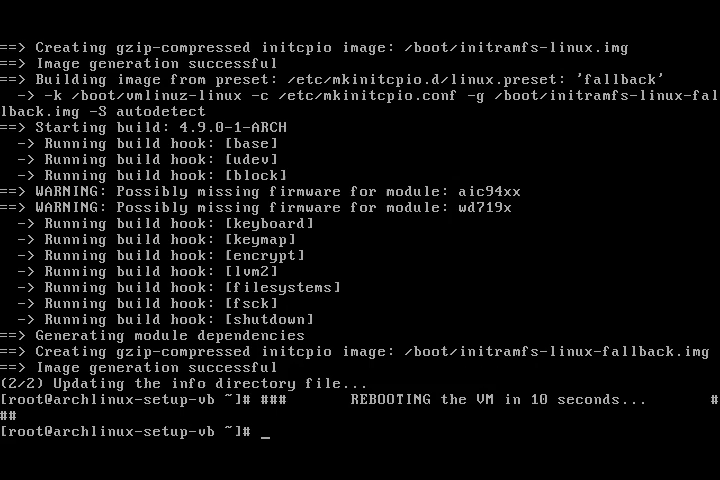 ==> Creating gzip-compressed initcpio image: /boot/initramfs-linux.img
==> Image generation successful
==> Building image from preset: /etc/mkinitcpio.d/linux.preset: 'fallback'
  -> -k /boot/vmlinuz-linux -c /etc/mkinitcpio.conf -g /boot/initramfs-linux-fal
lback.img -S autodetect
==> Starting build: 4.9.0-1-ARCH
  -> Running build hook: [base]
  -> Running build hook: [udev]
  -> Running build hook: [block]
==> WARNING: Possibly missing firmware for module: aic94xx
==> WARNING: Possibly missing firmware for module: wd719x
  -> Running build hook: [keyboard]
  -> Running build hook: [keymap]
  -> Running build hook: [encrypt]
  -> Running build hook: [lvm2]
  -> Running build hook: [filesystems]
  -> Running build hook: [fsck]
  -> Running build hook: [shutdown]
==> Generating module dependencies
==> Creating gzip-compressed initcpio image: /boot/initramfs-linux-fallback.img
==> Image generation successful
(2/2) Updating the info directory file...
[root@archlinux-setup-vb ~]# ###       REBOOTING the VM in 10 seconds...       #
##
[root@archlinux-setup-vb ~]# _